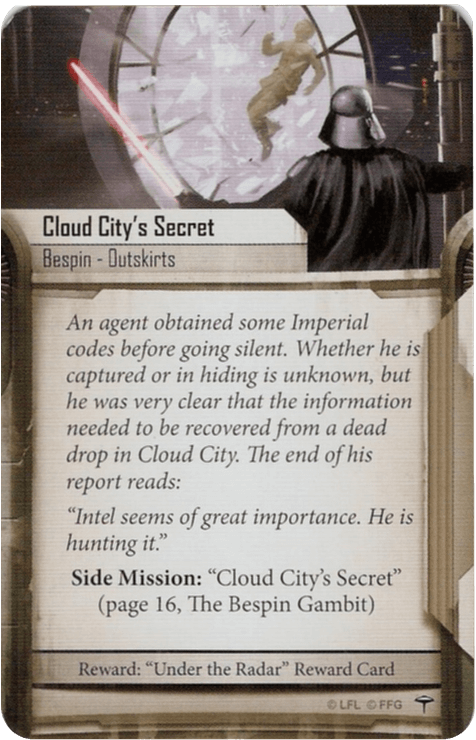 Cloud City's Secret
Bespin - Outskirts
An agent obtained some Imperial
codes before going silent. Whether he is
captured or in hiding is unknown, but
he was very clear that the information
needed to be recovered from a dead
drop in Cloud City. The end of his
report reads:
“Intel seems of great importance. He is
hunting it.”
Side Mission: “Cloud City's Secret”
(page 16, The Bespin Gambit)
Reward: “Under the Radar” Reward Card
© LFL © FFG